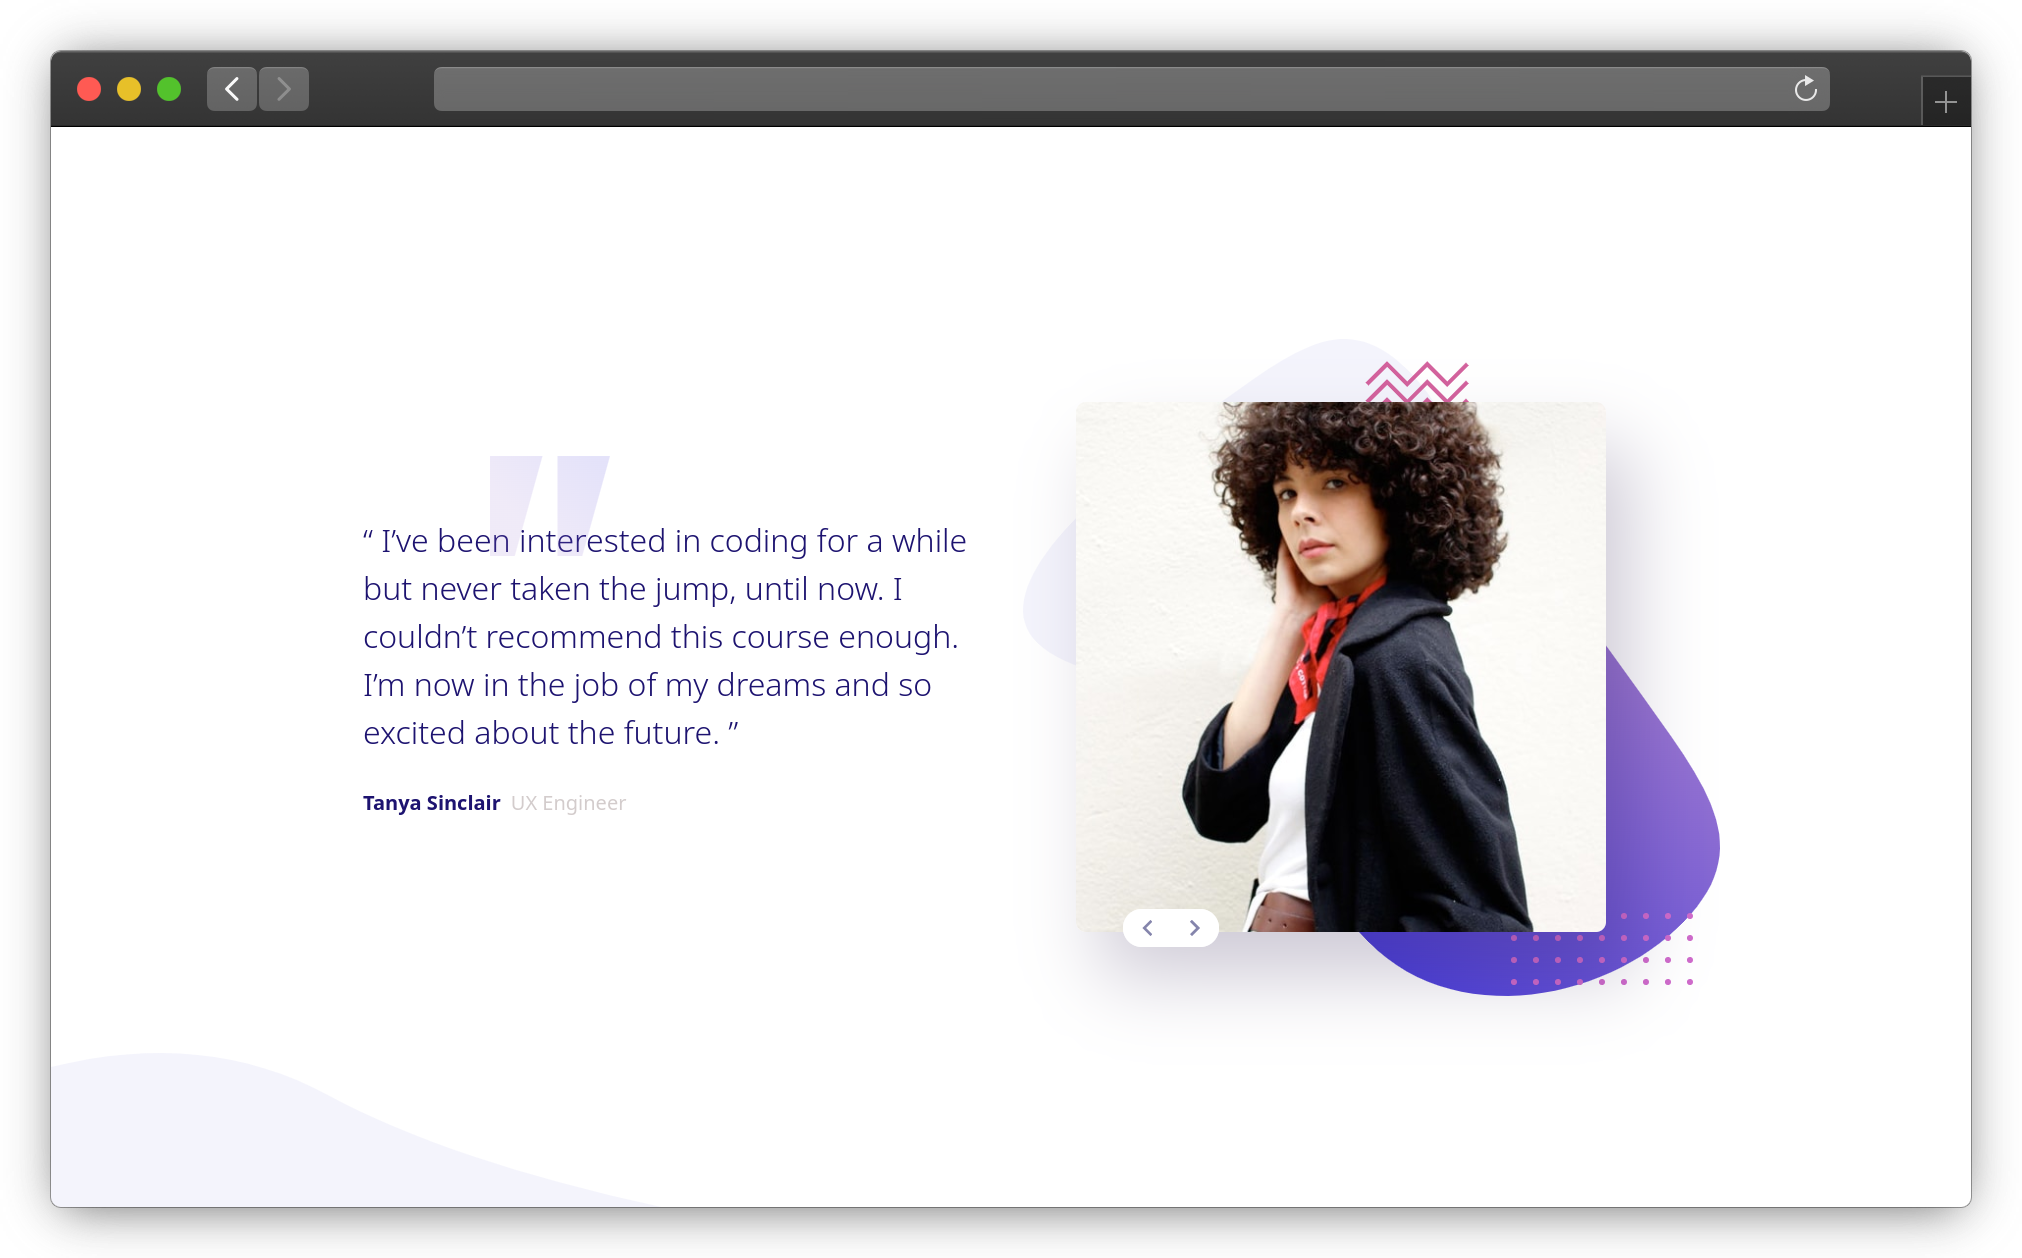 “ I’ve been interested in coding for a while
but never taken the jump, until now. I
couldn’t recommend this course enough.
I’m now in the job of my dreams and so
excited about the future. ”
Tanya Sinclair UX Engineer